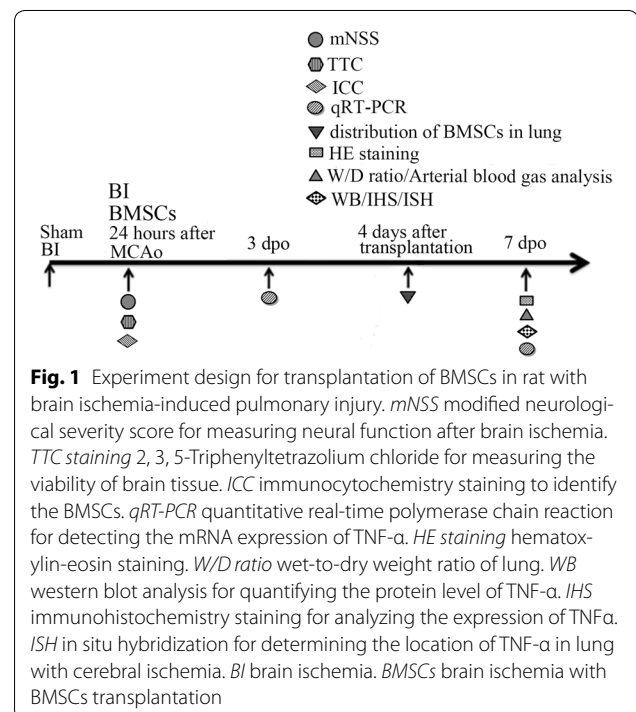 mNSS
TTC
ICC
qRT-PCR
distribution of BMSCs in lung
HE staining
W/D ratio/Arterial blood gas analysis
WB/IHS/ISH
Sham
BI
BI
BMSCs
24 hours after
MCAo
3 dpo
4 days after
transplantation
7 dpo
Fig. 1 Experiment design for transplantation of BMSCs in rat with
brain ischemia-induced pulmonary injury. mNSS modified neurologi-
cal severity score for measuring neural function after brain ischemia.
TTC staining 2, 3, 5-Triphenyltetrazolium chloride for measuring the
viability of brain tissue. ICC immunocytochemistry staining to identify
the BMSCs. qRT-PCR quantitative real-time polymerase chain reaction
for detecting the mRNA expression of TNF-α. HE staining hematox-
ylin-eosin staining. W/D ratio wet-to-dry weight ratio of lung. WB
western blot analysis for quantifying the protein level of TNF-α. IHS
immunohistochemistry staining for analyzing the expression of TNFα.
ISH in situ hybridization for determining the location of TNF-α in lung
with cerebral ischemia. BI brain ischemia. BMSCs brain ischemia with
BMSCs transplantation